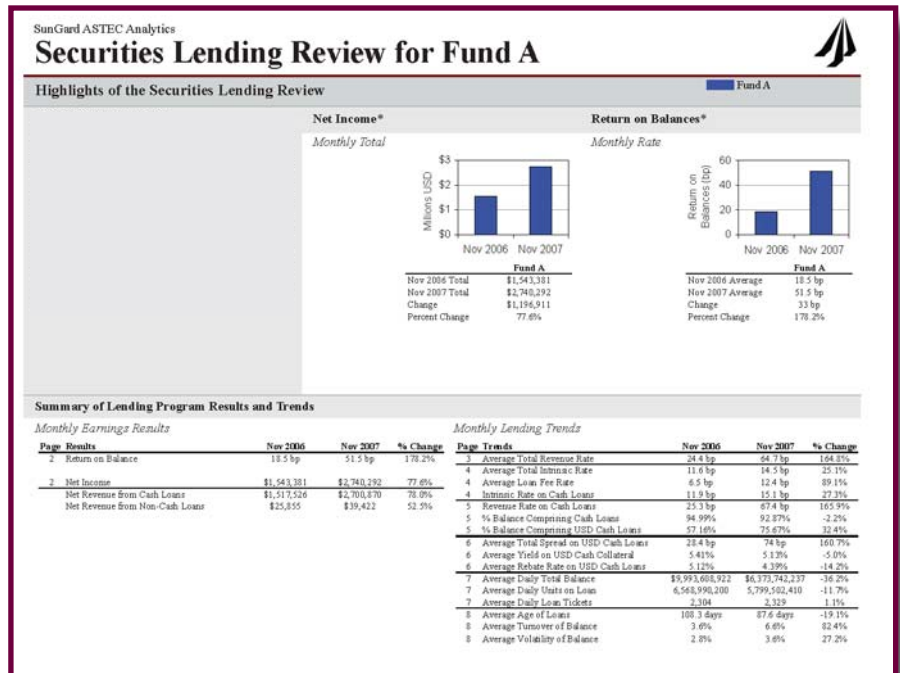 SunGard ASTEC Analytics
Securities Lending Review for Fund A
Highlights of the Securities Lending Review
Fund A
Net Income*
Return on Balances*
Monthly Total
Monthly Rate
$3
$2
$1
$0
Millions USD
Nov 2006 Nov 2007
60
40
20
0
Return on
Balances (bp)
Nov 2006 Nov 2007
Fund A
Nov 2006 Total $1,543,381
Nov 2007 Total $2,740,292
Change $1,196,911
Percent Change 77.6%
Fund A
Nov 2006 Average 18.5 bp
Nov 2007 Average 51.5 bp
Change 33 bp
Percent Change 178.2%
Summary of Lending Program Results and Trends
Monthly Earnings Results
Page Results Nov 2006 Nov 2007 % Change
2 Return on Balance 18.5 bp 51.5 bp 178.2%
2 Net Income $1,543,381 $2,740,292 77.6%
Net Revenue from Cash Loans $1,517,526 $2,700,870 78.0%
Net Revenue from Non-Cash Loans $25,855 $39,422 52.5%
Monthly Lending Trends
Page Trends Nov 2006 Nov 2007 % Change
3 Average Total Revenue Rate 24.4 bp 64.7 bp 164.8%
4 Average Total Intrinsic Rate 11.6 bp 14.5 bp 25.1%
4 Average Loan Fee Rate 6.5 bp 12.4 bp 89.1%
4 Intrinsic Rate on Cash Loans 11.9 bp 15.1 bp 27.3%
5 Revenue Rate on Cash Loans 25.3 bp 67.4 bp 165.9%
5 % Balance Comprising Cash Loans 94.99% 92.87% -2.2%
5 % Balance Comprising USD Cash Loans 57.16% 75.67% 32.4%
6 Average Total Spread on USD Cash Loans 28.4 bp 74 bp 160.7%
6 Average Yield on USD Cash Collateral 5.41% 5.13% -5.0%
6 Average Rebate Rate on USD Cash Loans 5.12% 4.39% -14.2%
7 Average Daily Total Balance $9,993,608,922 $6,373,742,237 -36.2%
7 Average Daily Units on Loan 6,568,990,200 5,799,502,410 -11.7%
7 Average Daily Loan Tickets 2,304 2,329 1.1%
8 Average Age of Loans 108.3 days 87.6 days -19.1%
8 Average Turnover of Balance 3.6% 6.6% 82.4%
8 Average Volatility of Balance 2.8% 3.6% 27.2%